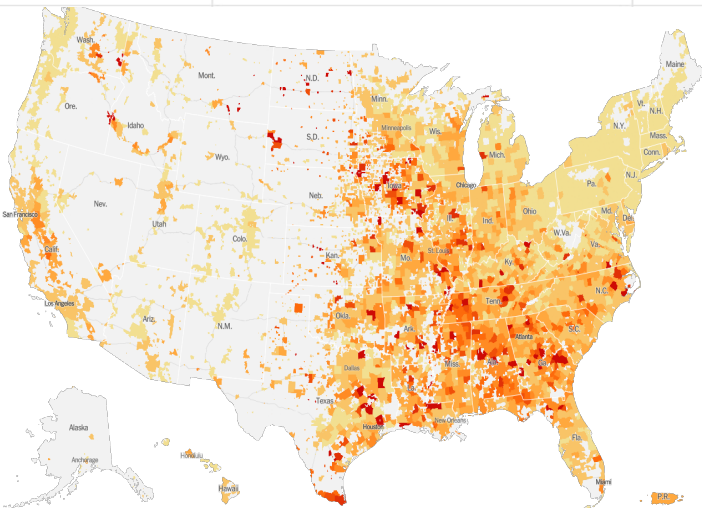 Wash.
Maine
Mont.
N.D.
Minn.
Vt.
N.H.
Ore.
Idaho
S.D.
Minneapolis
Wis.
N.Y.
Mass.
Mich.
Conn.
Wyo.
Iowa
Chicago
N.J.
Pa.
Neb.
Nev.
Ohio
Md.
Del.
San Francisco
Utah
Colo.
Ill.
Ind.
W.Va.
Va.
Calif.
Kan.
Mo.
St. Louis
Ky.
Los Angeles
Ariz.
N.M.
Okla.
Ark.
Tenn.
N.C.
S.C.
Atlanta
Dallas
Miss.
Ala.
Ga.
Texas
La.
Houston
New Orleans
Alaska
Anchorage
Honolulu
Hawaii
Fla.
Miami
P.R.